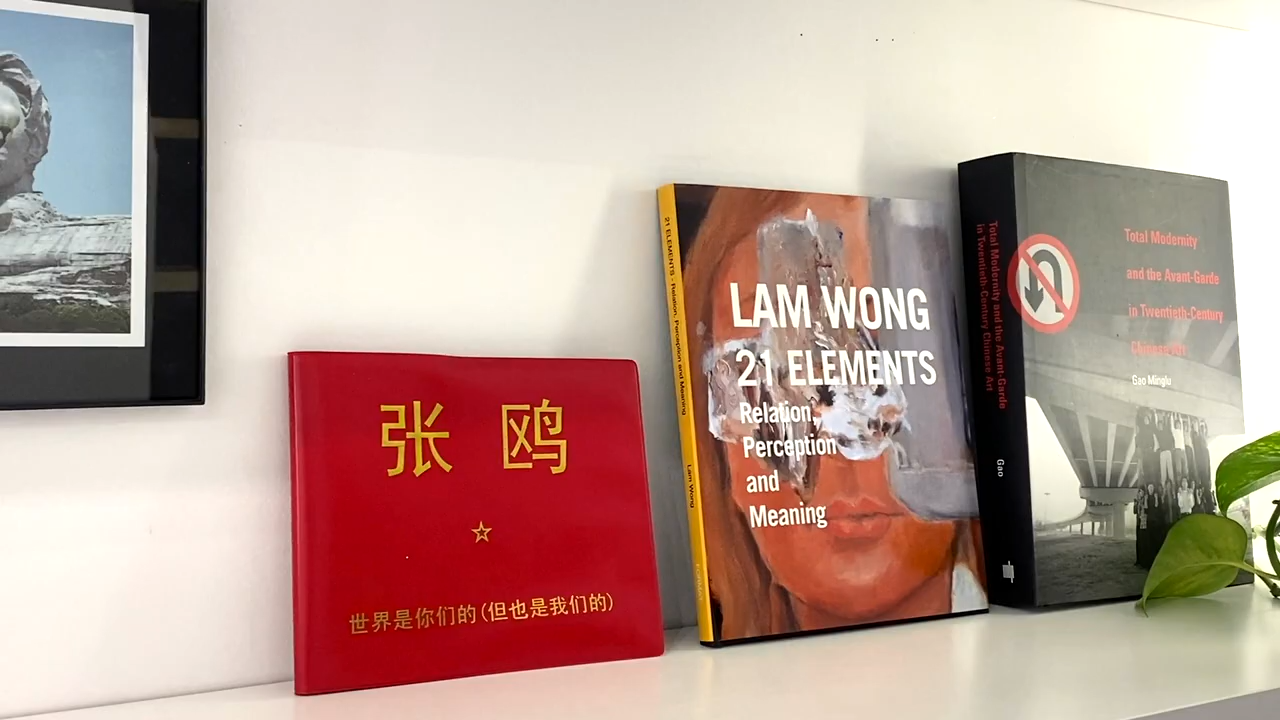 张 鸥
世界是你们的(但也是我们的)
21 ELEMENTS - Relation, Perception and Meaning
Lam Wong
LAM WONG
21 ELEMENTS
Relation,
Perception
and
Meaning
Total Modernity and the Avant-Garde
in Twentieth-Century Chinese Art
Gao
Total Modernity
and the Avant-Garde
in Twentieth-Century
Chinese Art
Gao Minglu